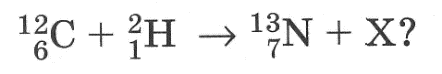 ¹²₆C + ²₁H → ¹³₇N + X?